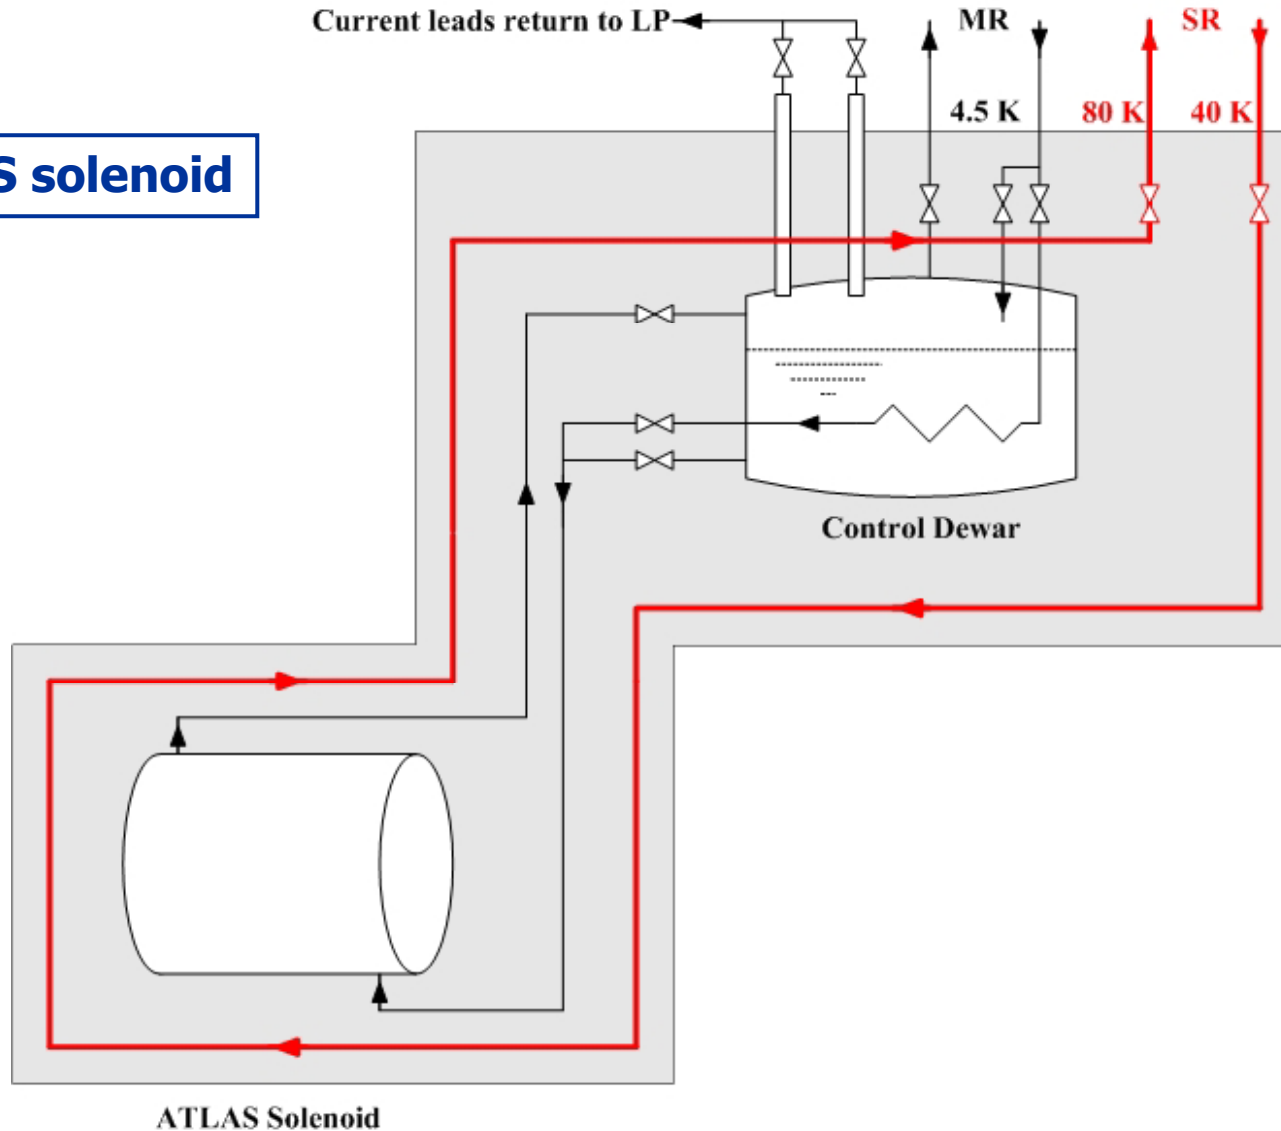 Current leads return to LP
MR
SR
4.5 K
80 K
40 K
S solenoid
Control Dewar
ATLAS Solenoid